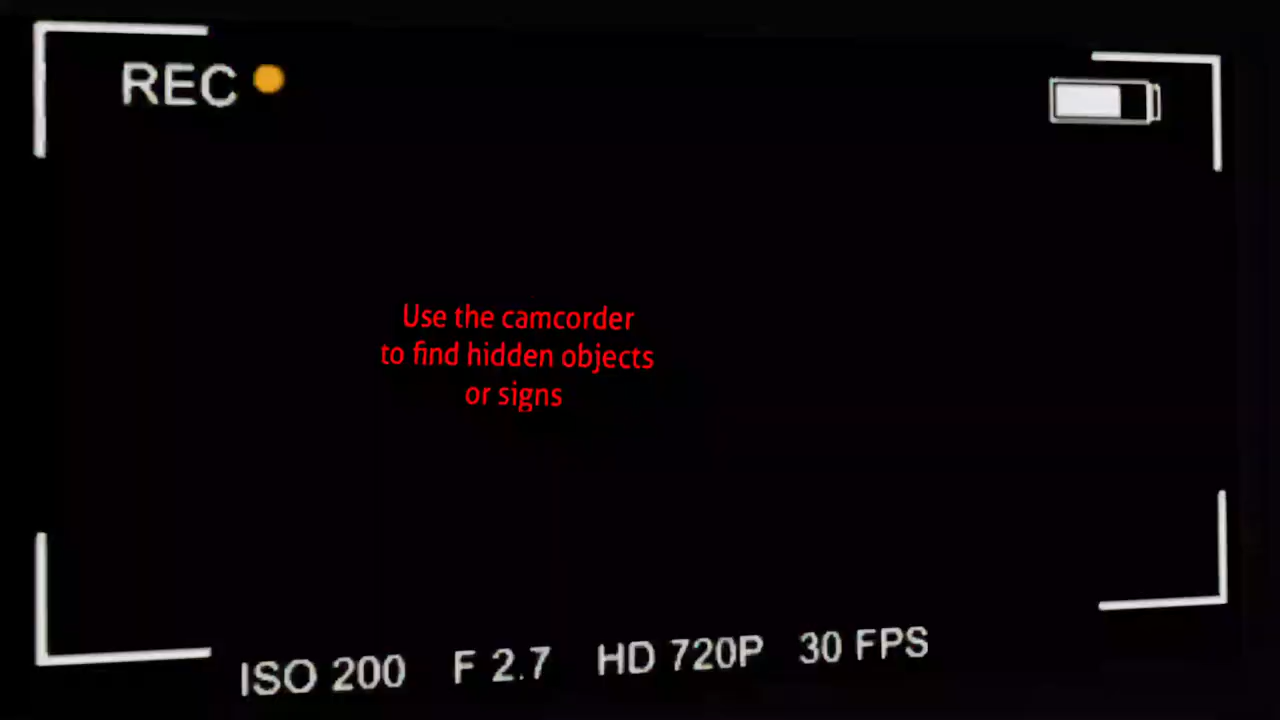 REC
Use the camcorder
to find hidden objects
or signs
ISO 200 F 2.7 HD 720P 30 FPS